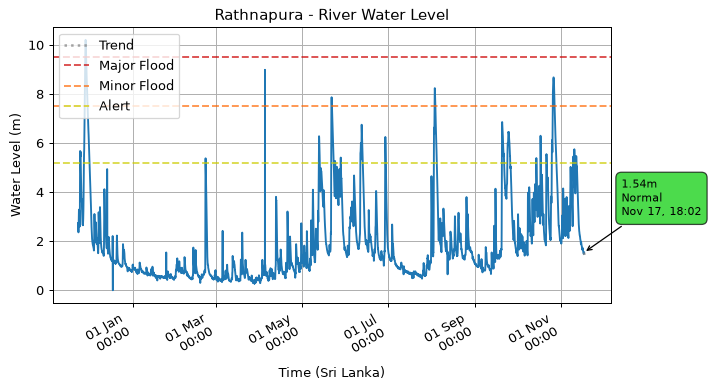 Rathnapura - River Water Level
Water Level (m)
10
8
6
4
2
0
Trend
Major Flood
Minor Flood
Alert
1.54m
Normal
Nov 17, 18:02
01 Jan
00:00
01 Mar
00:00
01 May
00:00
01 Jul
00:00
01 Sep
00:00
01 Nov
00:00
Time (Sri Lanka)